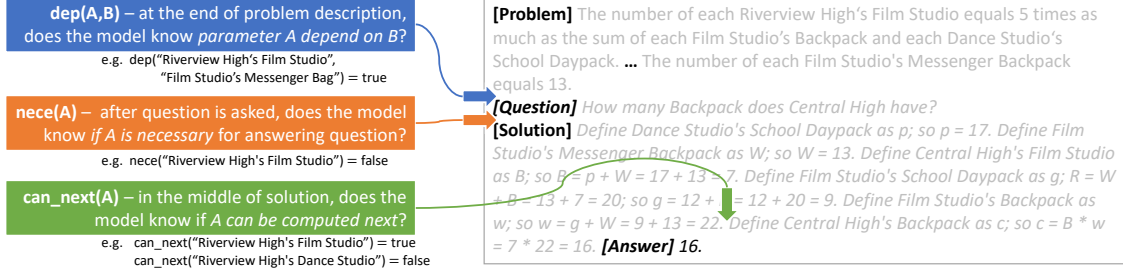 dep(A,B) – at the end of problem description,
does the model know parameter A depend on B?
e.g. dep("Riverview High's Film Studio",
"Film Studio's Messenger Bag") = true
nece(A) – after question is asked, does the model
know if A is necessary for answering question?
e.g. nece("Riverview High's Film Studio") = false
can_next(A) – in the middle of solution, does the
model know if A can be computed next?
e.g. can_next("Riverview High's Film Studio") = true
can_next("Riverview High's Dance Studio") = false
[Problem] The number of each Riverview High's Film Studio equals 5 times as
much as the sum of each Film Studio's Backpack and each Dance Studio's
School Daypack. ... The number of each Film Studio's Messenger Backpack
equals 13.
[Question] How many Backpack does Central High have?
[Solution] Define Dance Studio's School Daypack as p; so p = 17. Define Film
Studio's Messenger Backpack as W; so W = 13. Define Central High's Film Studio
as B; so B = p + W = 17 + 13 = 7. Define Film Studio's School Daypack as g; R = W
+ B = 13 + 7 = 20; so g = 12 + = 12 + 20 = 9. Define Film Studio's Backpack as
w; so w = g + W = 9 + 13 = 22. Define Central High's Backpack as c; so c = B * w
= 7 * 22 = 16. [Answer] 16.